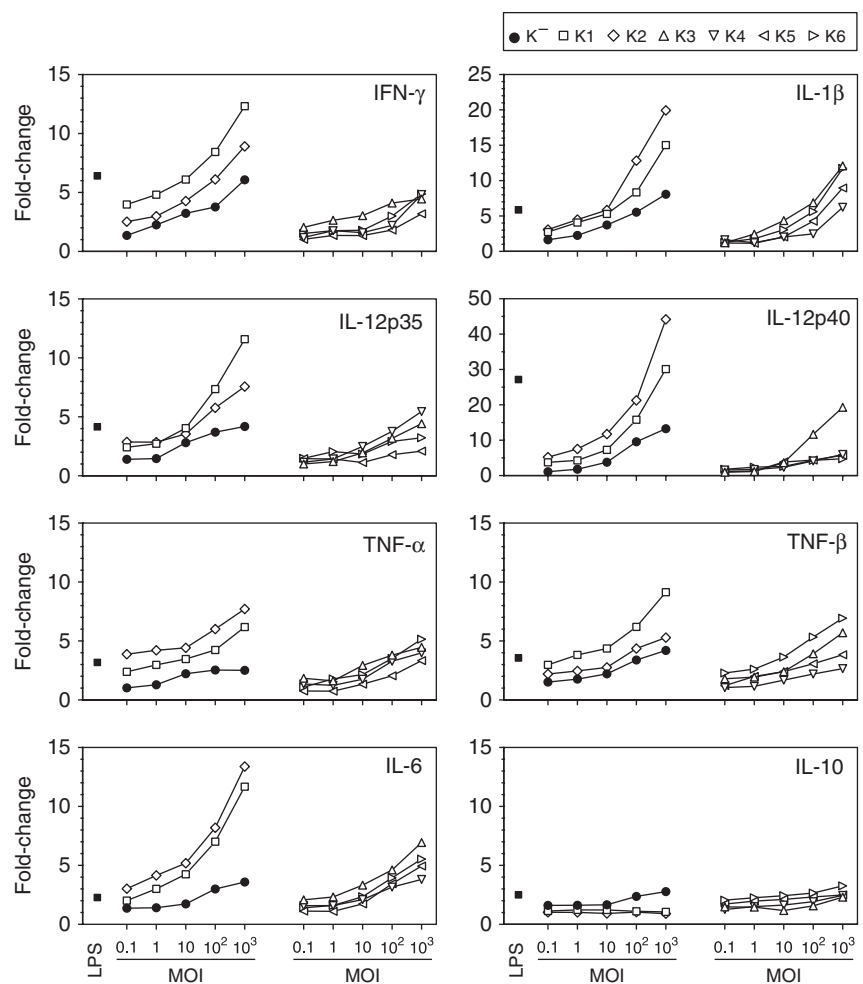 K⁻ K1 K2 K3 K4 K5 K6
15 IFN-γ
10
5
0
Fold-change
25 IL-1β
20
15
10
5
0
15 IL-12p35
10
5
0
Fold-change
50 IL-12p40
40
30
20
10
0
15 TNF-α
10
5
0
Fold-change
15 TNF-β
10
5
0
15 IL-6
10
5
0
Fold-change
15 IL-10
10
5
0
LPS 0.1 1 10 10² 10³ 0.1 1 10 10² 10³
MOI MOI
LPS 0.1 1 10 10² 10³ 0.1 1 10 10² 10³
MOI MOI